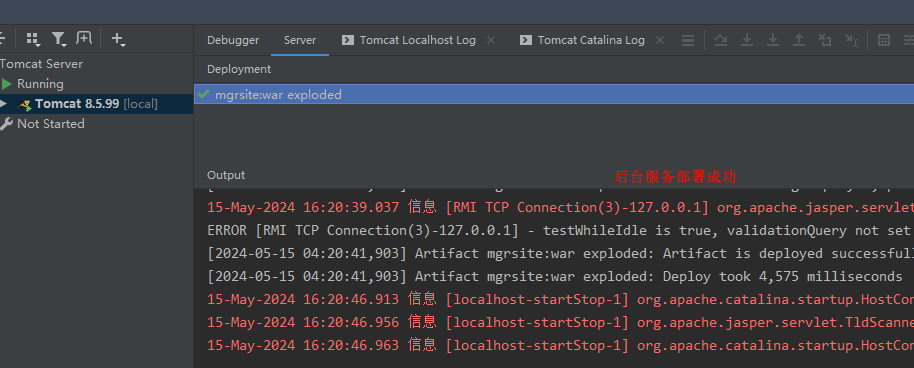 Debugger Server Tomcat Localhost Log Tomcat Catalina Log
Tomcat Server
Deployment
Running
mgrsite:war exploded
Tomcat 8.5.99 [local]
Not Started
Output
后台服务部署成功
15-May-2024 16:20:39.037 信息 [RMI TCP Connection(3)-127.0.0.1] org.apache.jasper.servlet
ERROR [RMI TCP Connection(3)-127.0.0.1] - testWhileIdle is true, validationQuery not set
[2024-05-15 04:20:41,903] Artifact mgrsite:war exploded: Artifact is deployed successfull
[2024-05-15 04:20:41,903] Artifact mgrsite:war exploded: Deploy took 4,575 milliseconds
15-May-2024 16:20:46.913 信息 [localhost-startStop-1] org.apache.catalina.startup.HostCon
15-May-2024 16:20:46.956 信息 [localhost-startStop-1] org.apache.jasper.servlet.TldScanne
15-May-2024 16:20:46.963 信息 [localhost-startStop-1] org.apache.catalina.startup.HostCon